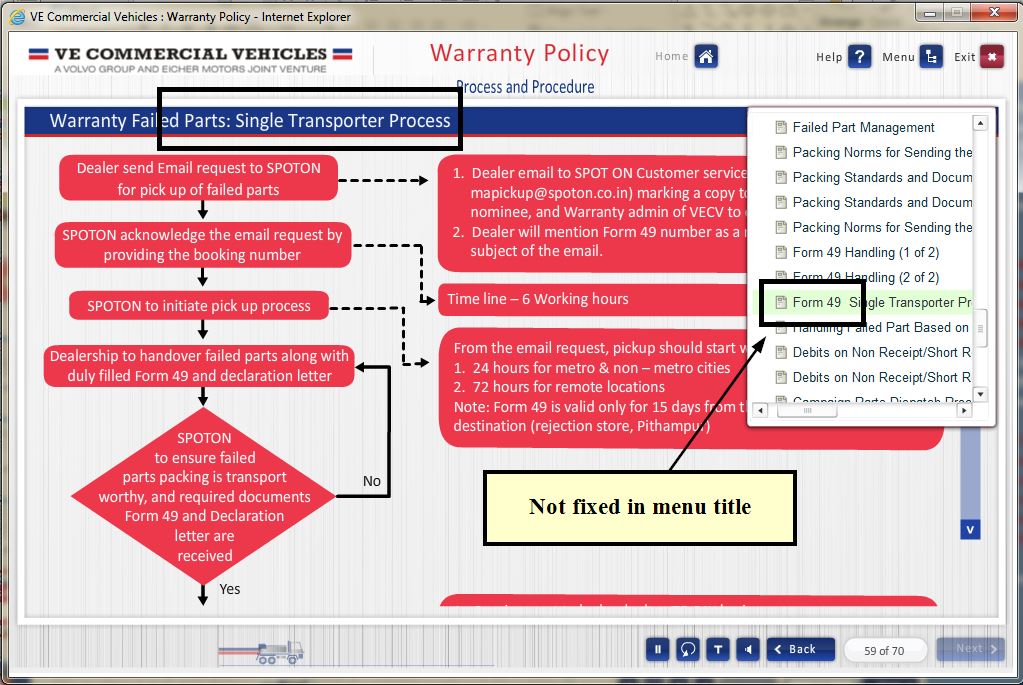 VE Commercial Vehicles : Warranty Policy - Internet Explorer
VE COMMERCIAL VEHICLES
A VOLVO GROUP AND EICHER MOTORS JOINT VENTURE
Warranty Policy
Process and Procedure
Home
Help ?
Menu
Exit
Warranty Failed Parts: Single Transporter Process
Dealer send Email request to SPOTON
for pick up of failed parts
SPOTON acknowledge the email request by
providing the booking number
SPOTON to initiate pick up process
Dealership to handover failed parts along with
duly filled Form 49 and declaration letter
SPOTON
to ensure failed
parts packing is transport
worthy, and required documents
Form 49 and Declaration
letter are
received
No
Yes
1. Dealer email to SPOT ON Customer service
mapickup@spoton.co.in) marking a copy to
nominee, and Warranty admin of VECV to
2. Dealer will mention Form 49 number as a
subject of the email.
Time line – 6 Working hours
From the email request, pickup should start
1. 24 hours for metro & non – metro cities
2. 72 hours for remote locations
Note: Form 49 is valid only for 15 days from
destination (rejection store, Pithampur)
Failed Part Management
Packing Norms for Sending the
Packing Standards and Docum
Packing Standards and Docum
Packing Norms for Sending the
Form 49 Handling (1 of 2)
Form 49 Handling (2 of 2)
Form 49 Single Transporter Pr
Handling Failed Part Based on
Debits on Non Receipt/Short R
Debits on Non Receipt/Short R
Campaign Parts Dispatch Proc
Not fixed in menu title
V
T
Back
59 of 70
Next